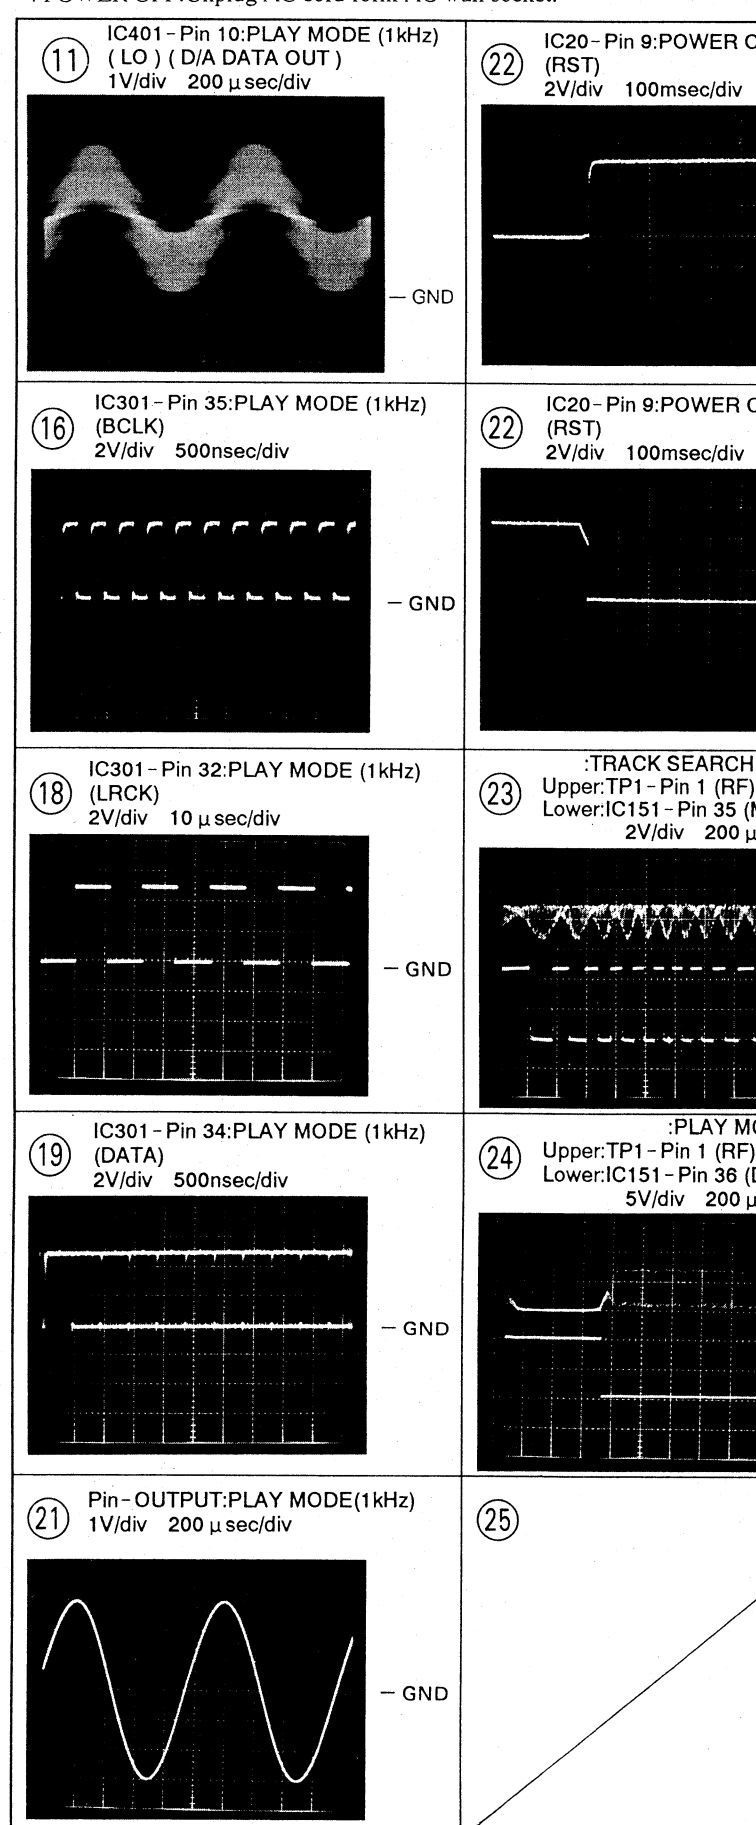 IC401-Pin 10:PLAY MODE (1kHz)
11
( LO ) ( D/A DATA OUT )
1V/div 200 μ sec/div
— GND
IC301-Pin 35:PLAY MODE (1kHz)
16
(BCLK)
2V/div 500nsec/div
— GND
IC301-Pin 32:PLAY MODE (1kHz)
18
(LRCK)
2V/div 10 μ sec/div
— GND
IC301-Pin 34:PLAY MODE (1kHz)
19
(DATA)
2V/div 500nsec/div
— GND
Pin-OUTPUT:PLAY MODE(1kHz)
21
1V/div 200 μ sec/div
— GND
IC20-Pin 9:POWER
22
(RST)
2V/div 100msec/div
IC20-Pin 9:POWER
22
(RST)
2V/div 100msec/div
:TRACK SEARCH
23
Upper:TP1-Pin 1 (RF)
Lower:IC151-Pin 35
2V/div 200 μ
:PLAY
24
Upper:TP1-Pin 1 (RF)
Lower:IC151-Pin 36
5V/div 200 μ
25